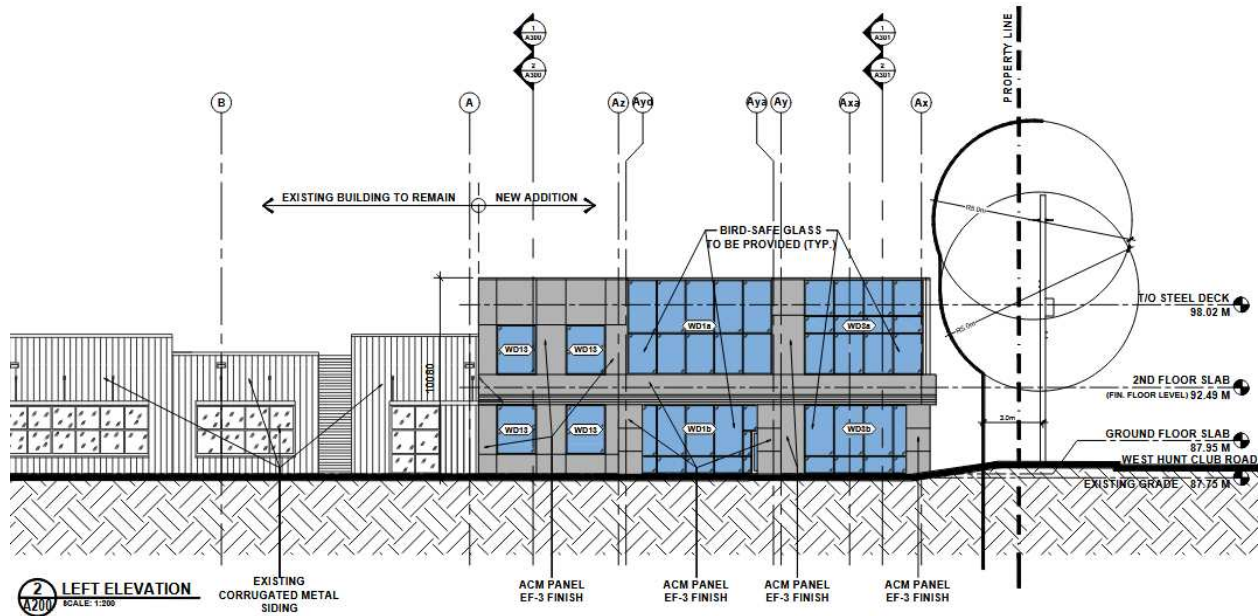 1
A300
2
A300
1
A301
2
A301
PROPERTY LINE
B
A
Az
Ayd
Aya
Ay
Axa
Ax
EXISTING BUILDING TO REMAIN
NEW ADDITION
BIRD-SAFE GLASS
TO BE PROVIDED (TYP.)
R5.0m
R5.0m
T/O STEEL DECK
98.02 M
WD1a
WD3a
WD13
WD13
10080
2ND FLOOR SLAB
(FIN. FLOOR LEVEL) 92.49 M
WD13
WD13
WD1b
WD3b
2.0m
GROUND FLOOR SLAB
87.95 M
WEST HUNT CLUB ROAD
EXISTING GRADE 87.75 M
2
A200
LEFT ELEVATION
SCALE: 1:200
EXISTING
CORRUGATED METAL
SIDING
ACM PANEL
EF-3 FINISH
ACM PANEL
EF-3 FINISH
ACM PANEL
EF-3 FINISH
ACM PANEL
EF-3 FINISH